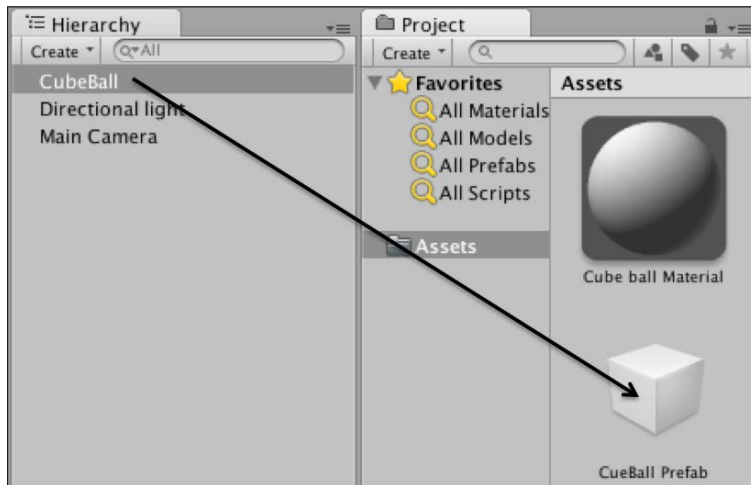 Hierarchy
Create
All
CubeBall
Directional light
Main Camera
Project
Create
Favorites
All Materials
All Models
All Prefabs
All Scripts
Assets
Assets
Cube ball Material
CueBall Prefab